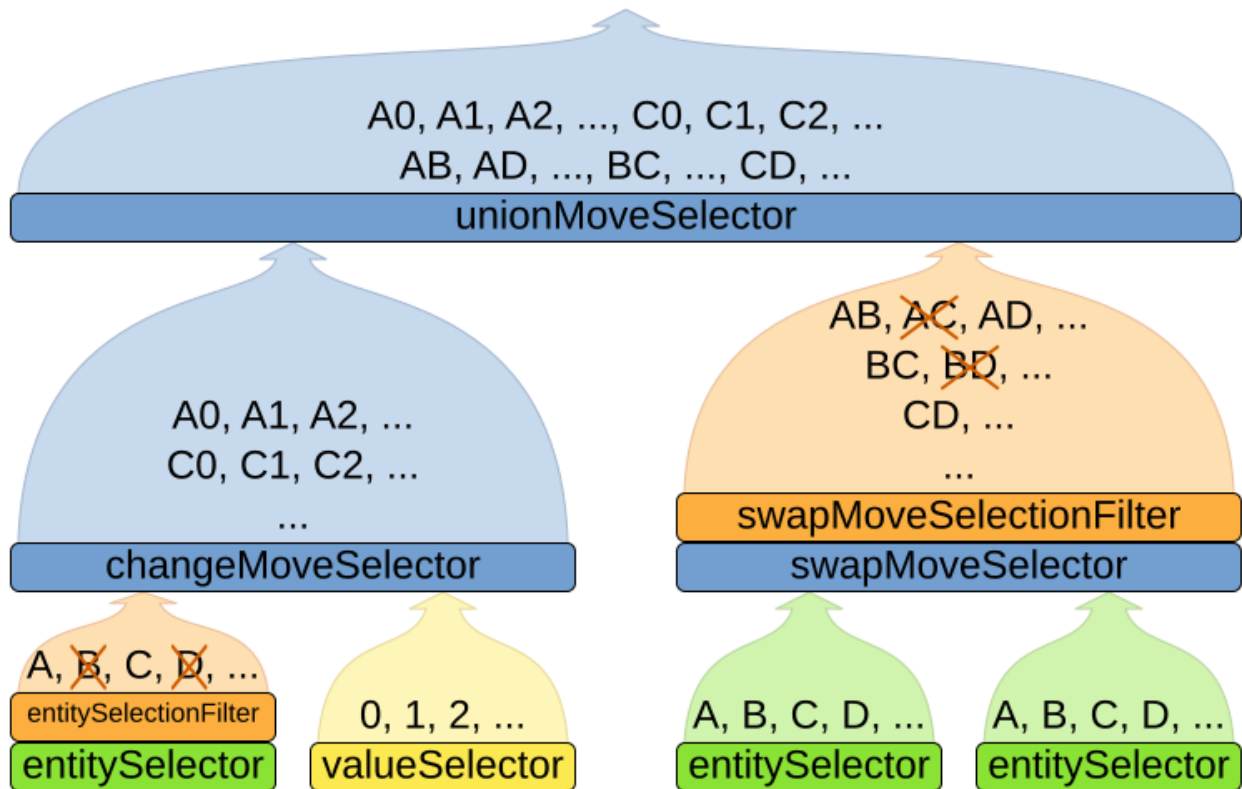 A0, A1, A2, ..., C0, C1, C2, ...
AB, AD, ..., BC, ..., CD, ...
unionMoveSelector
A0, A1, A2, ...
C0, C1, C2, ...
...
changeMoveSelector
AB, AC, AD, ...
BC, BD, ...
CD, ...
...
swapMoveSelectionFilter
swapMoveSelector
A, B, C, D, ...
entitySelectionFilter
entitySelector
0, 1, 2, ...
valueSelector
A, B, C, D, ...
entitySelector
A, B, C, D, ...
entitySelector